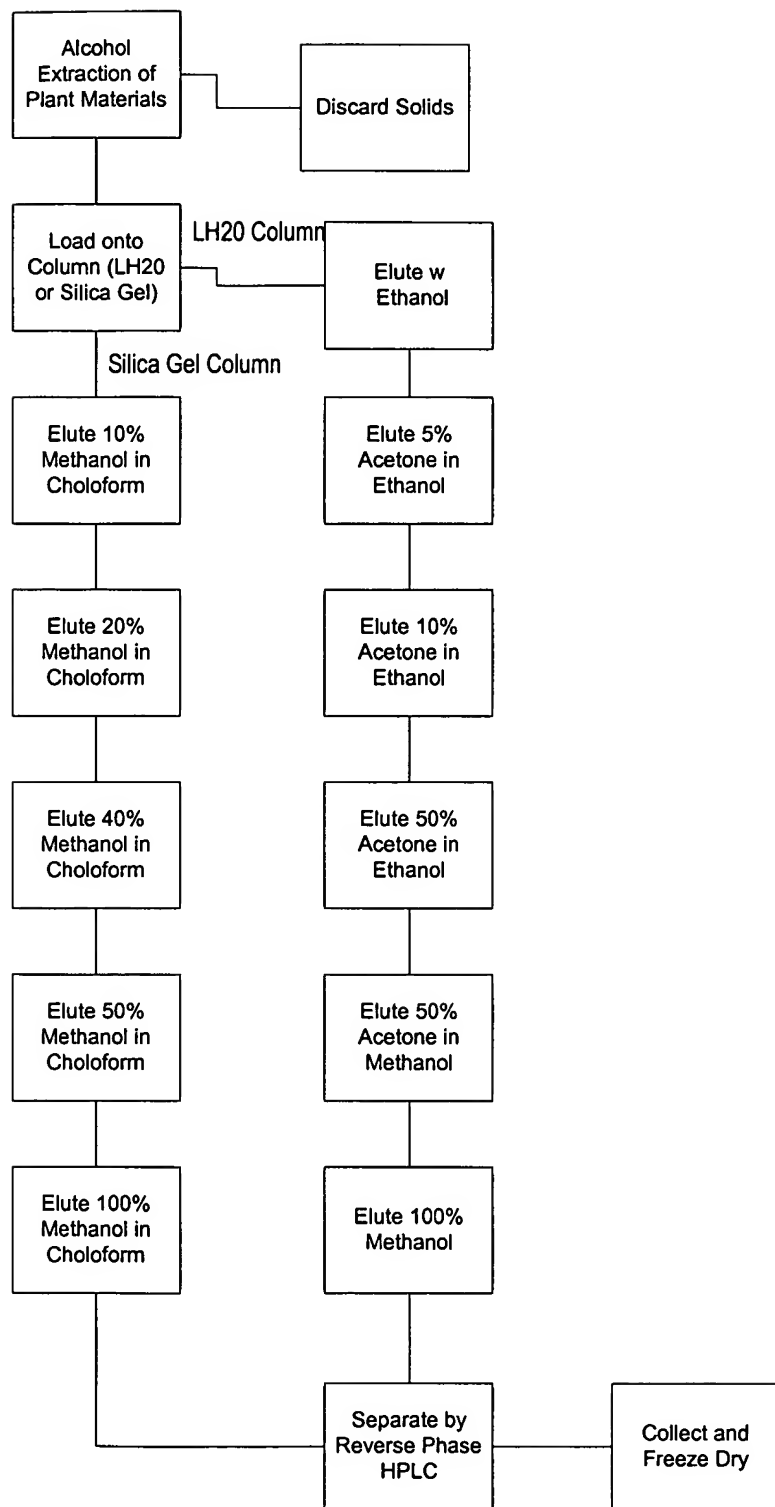 Alcohol
Extraction of
Plant Materials
Discard Solids
Load onto
Column (LH20
or Silica Gel)
LH20 Column
Elute w
Ethanol
Silica Gel Column
Elute 10%
Methanol in
Choloform
Elute 5%
Acetone in
Ethanol
Elute 20%
Methanol in
Choloform
Elute 10%
Acetone in
Ethanol
Elute 40%
Methanol in
Choloform
Elute 50%
Acetone in
Ethanol
Elute 50%
Methanol in
Choloform
Elute 50%
Acetone in
Methanol
Elute 100%
Methanol in
Choloform
Elute 100%
Methanol
Separate by
Reverse Phase
HPLC
Collect and
Freeze Dry